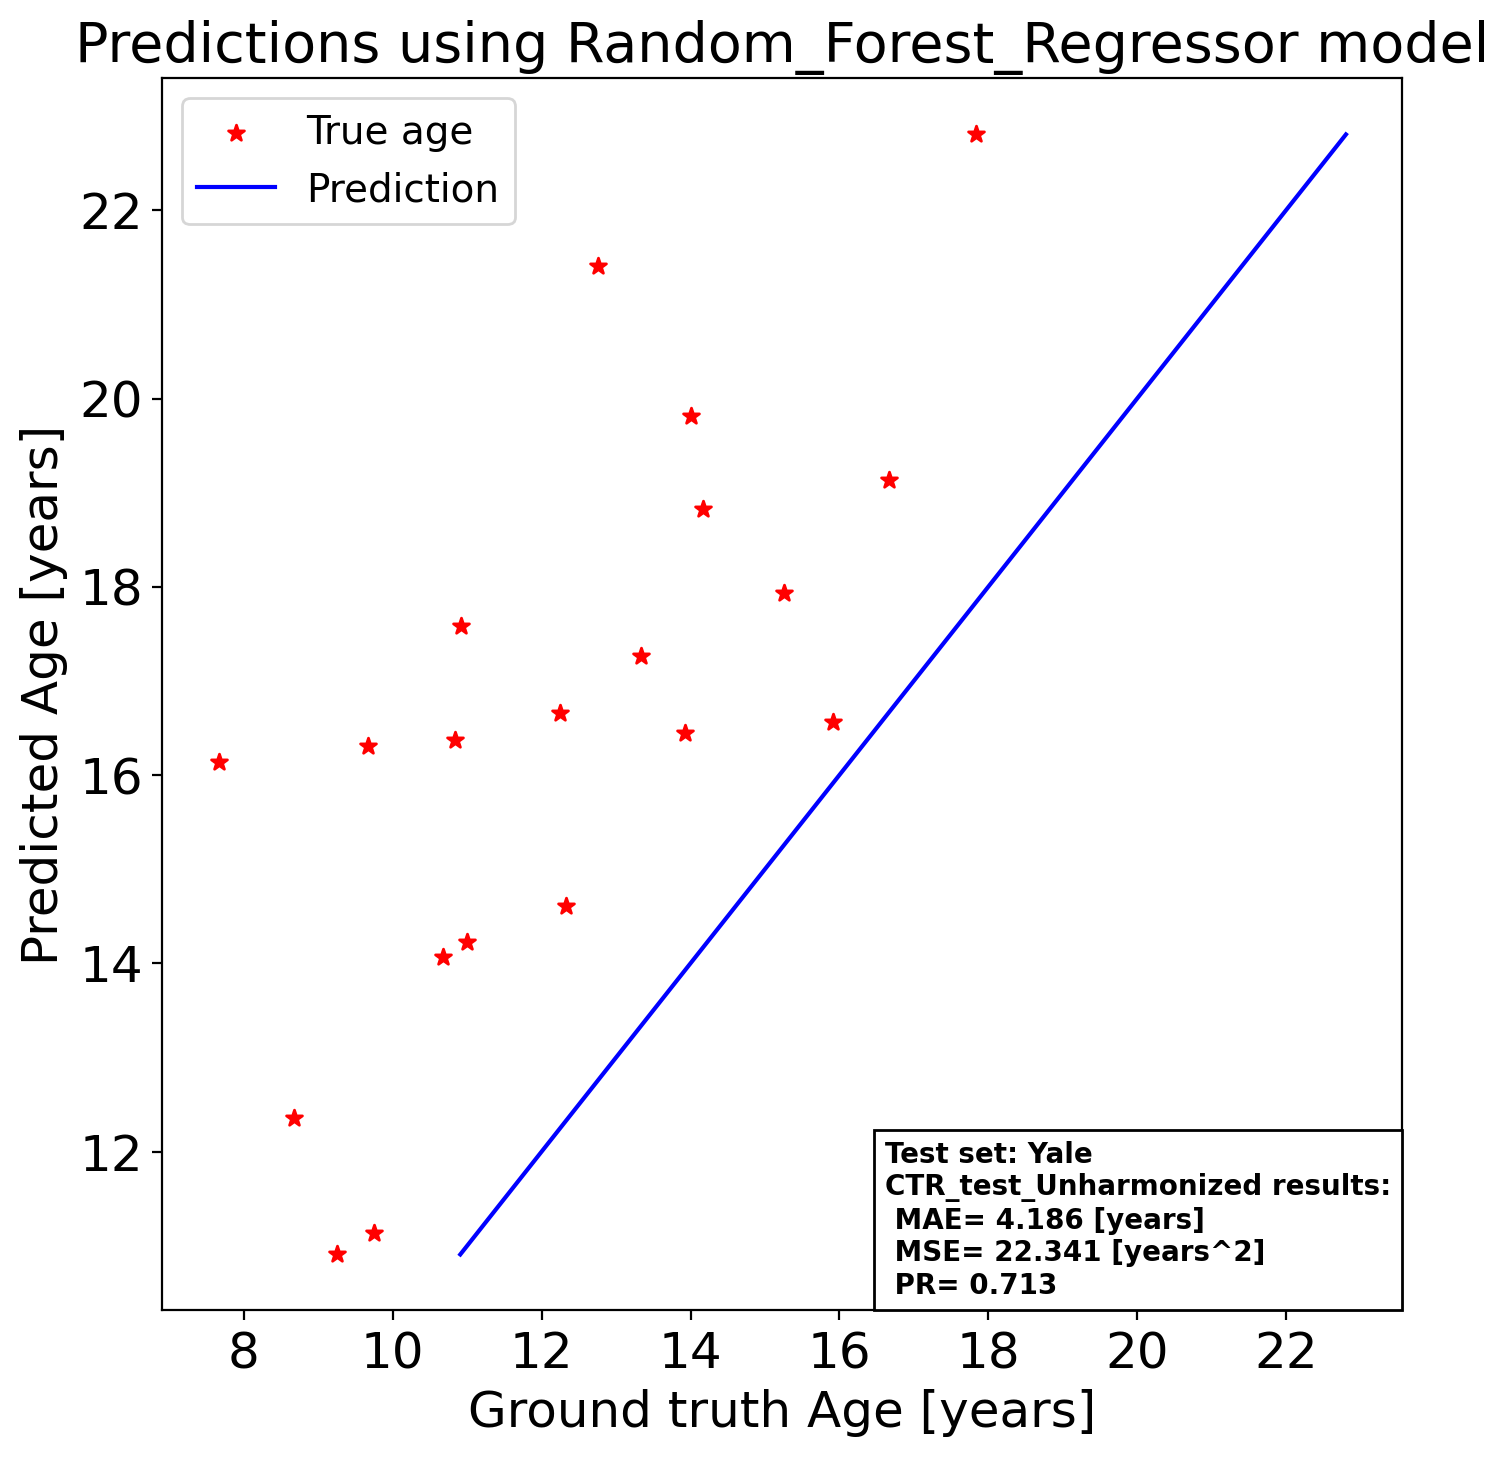 Predictions using Random_Forest_Regressor model
True age
Prediction
22
20
18
16
14
12
Predicted Age [years]
Test set: Yale
CTR_test_Unharmonized results:
MAE= 4.186 [years]
MSE= 22.341 [years^2]
PR= 0.713
8 10 12 14 16 18 20 22
Ground truth Age [years]